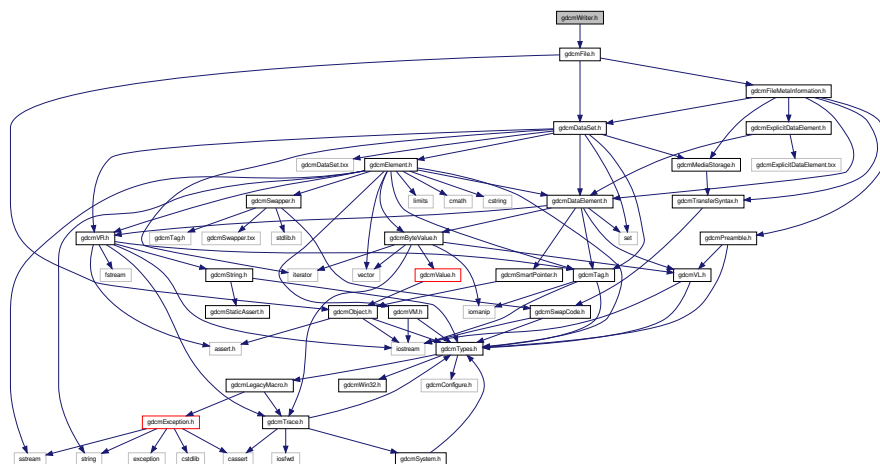 gdcmWriter.h
gdcmFile.h
gdcmFileMetaInformation.h
gdcmDataSet.h
gdcmExplicitDataElement.h
gdcmDataSet.txx
gdcmElement.h
gdcmMediaStorage.h
gdcmExplicitDataElement.txx
gdcmSwapper.h
limits
cmath
cstring
gdcmDataElement.h
gdcmTransferSyntax.h
gdcmVR.h
gdcmTag.h
gdcmSwapper.txx
stdlib.h
gdcmByteValue.h
set
gdcmPreamble.h
fstream
gdcmString.h
iterator
vector
gdcmValue.h
gdcmSmartPointer.h
gdcmTag.h
gdcmVL.h
gdcmStaticAssert.h
gdcmObject.h
gdcmVM.h
iomanip
gdcmSwapCode.h
assert.h
iostream
gdcmTypes.h
gdcmLegacyMacro.h
gdcmWin32.h
gdcmConfigure.h
gdcmException.h
gdcmTrace.h
sstream
string
exception
cstdlib
cassert
iosfwd
gdcmSystem.h